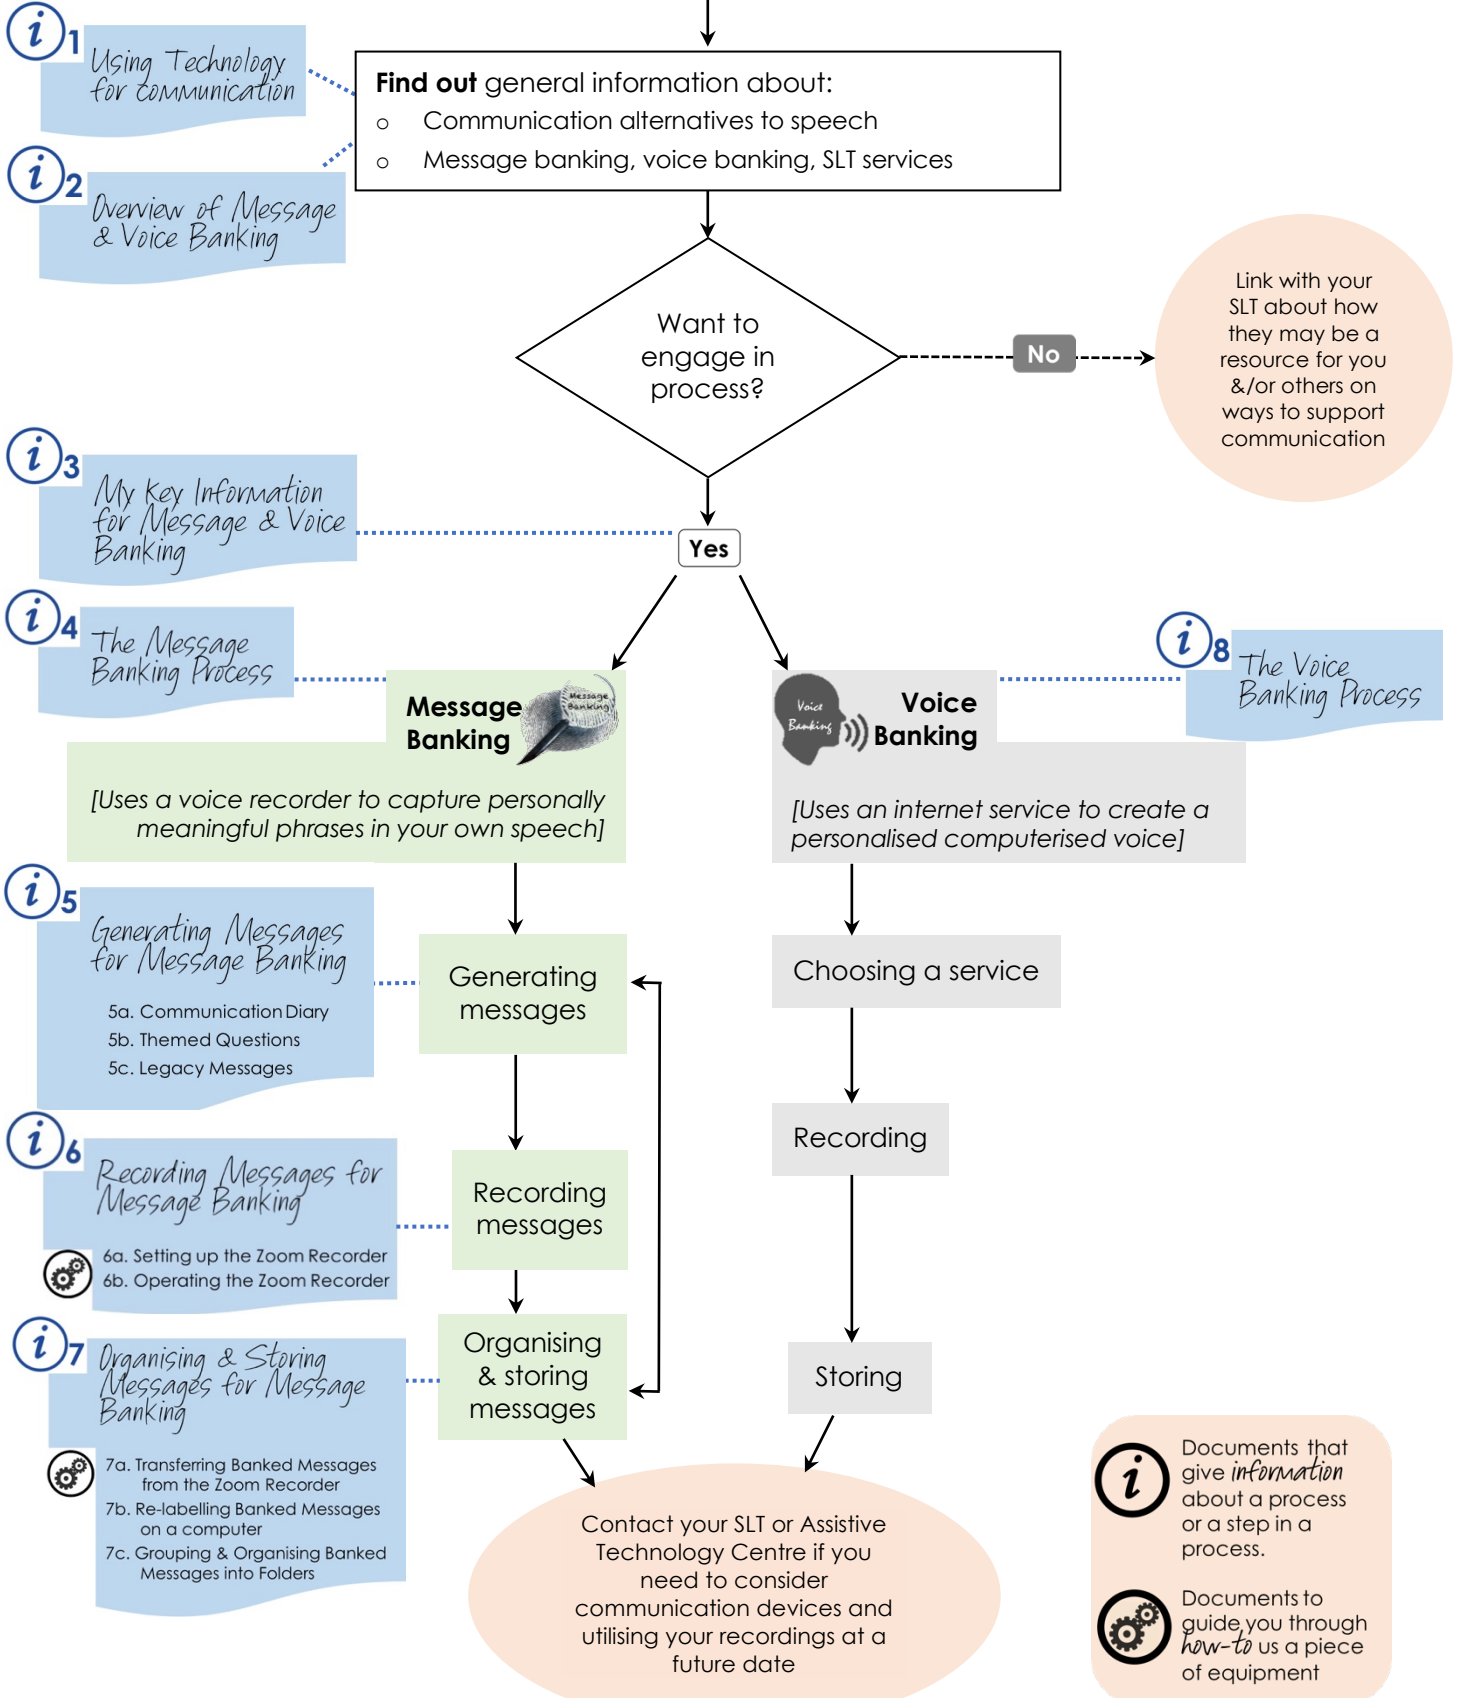 i 1
Using Technology
for communication
Find out general information about:
o Communication alternatives to speech
o Message banking, voice banking, SLT services
i 2
Overview of Message
& Voice Banking
Want to
engage in
process?
No
Link with your
SLT about how
they may be a
resource for you
&/or others on
ways to support
communication
i 3
My Key Information
for Message & Voice
Banking
Yes
i 4
The Message
Banking Process
Message
Banking
Message
Banking
[Uses a voice recorder to capture personally
meaningful phrases in your own speech]
Voice
Banking
Voice
Banking
[Uses an internet service to create a
personalised computerised voice]
i 8
The Voice
Banking Process
i 5
Generating Messages
for Message Banking
5a. Communication Diary
5b. Themed Questions
5c. Legacy Messages
Generating
messages
Choosing a service
i 6
Recording Messages for
Message Banking
6a. Setting up the Zoom Recorder
6b. Operating the Zoom Recorder
Recording
messages
Recording
i 7
Organising & Storing
Messages for Message
Banking
7a. Transferring Banked Messages
from the Zoom Recorder
7b. Re-labelling Banked Messages
on a computer
7c. Grouping & Organising Banked
Messages into Folders
Organising
& storing
messages
Storing
Contact your SLT or Assistive
Technology Centre if you
need to consider
communication devices and
utilising your recordings at a
future date
i
Documents that
give information
about a process
or a step in a
process.
Documents to
guide you through
how-to us a piece
of equipment